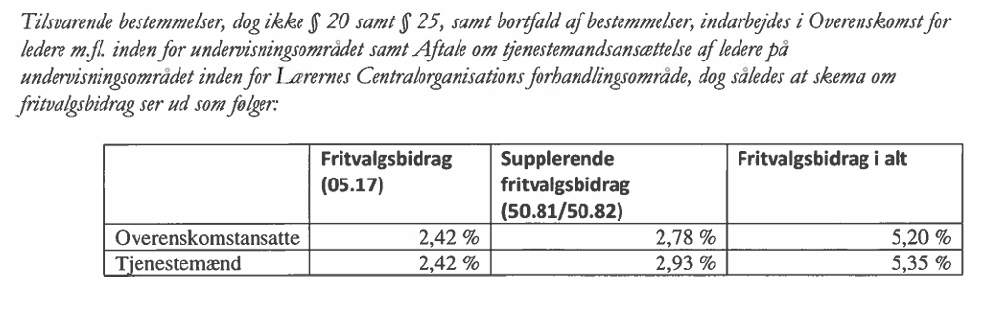 Tilsvarende bestemmelser, dog ikke § 20 samt § 25, samt bortfald af bestemmelser, indarbejdes i Overenskomst for
ledere m.fl. inden for undervisningsområdet samt Aftale om tjenestemandsansættelse af ledere på
undervisningsområdet inden for Lærernes Centralorganisations forhandlingsområde, dog således at skema om
fritvalgsbidrag ser ud som følger:
Fritvalgsbidrag Supplerende Fritvalgsbidrag i alt
(05.17) fritvalgsbidrag
(50.81/50.82)
Overenskomstansatte 2,42 % 2,78 % 5,20 %
Tjenestemænd 2,42 % 2,93 % 5,35 %